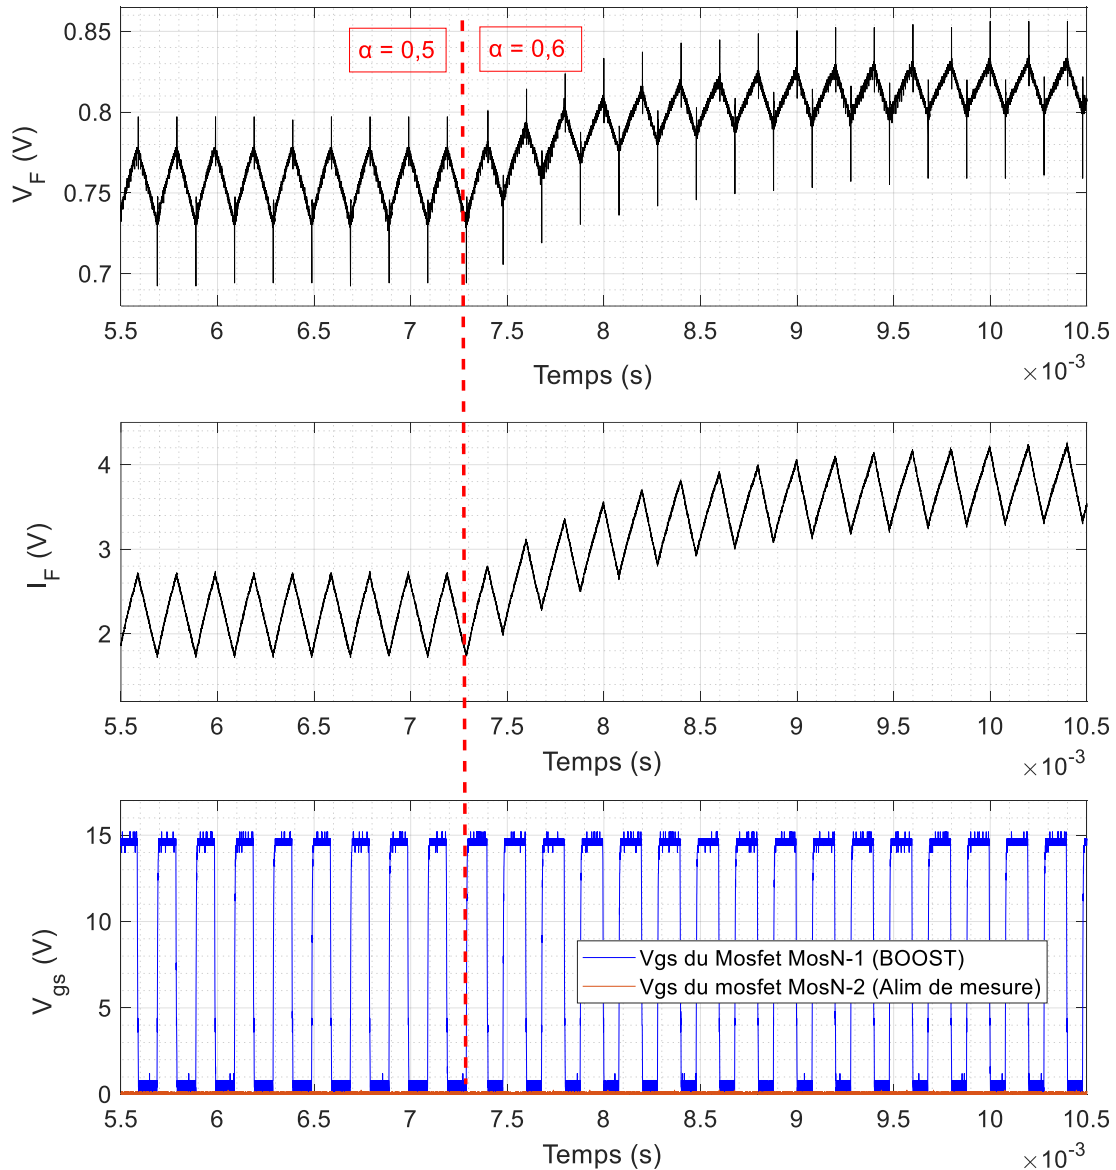 α = 0,5
α = 0,6
0.85
0.8
0.75
0.7
V_F (V)
5.5 6 6.5 7 7.5 8 8.5 9 9.5 10 10.5
Temps (s)
×10⁻³
4
3
2
I_F (V)
5.5 6 6.5 7 7.5 8 8.5 9 9.5 10 10.5
Temps (s)
×10⁻³
15
10
5
0
V_gs (V)
Vgs du Mosfet MosN-1 (BOOST)
Vgs du mosfet MosN-2 (Alim de mesure)
5.5 6 6.5 7 7.5 8 8.5 9 9.5 10 10.5
Temps (s)
×10⁻³